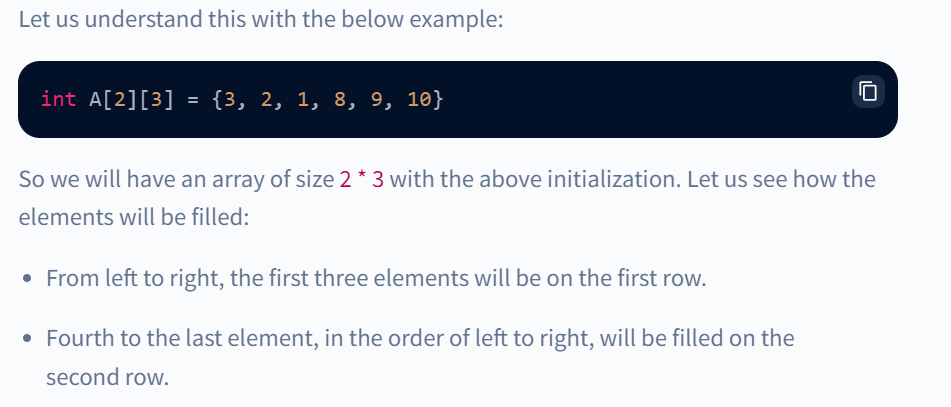 Let us understand this with the below example:
int A[2][3] = {3, 2, 1, 8, 9, 10}
So we will have an array of size 2 * 3 with the above initialization. Let us see how the
elements will be filled:
• From left to right, the first three elements will be on the first row.
• Fourth to the last element, in the order of left to right, will be filled on the
second row.